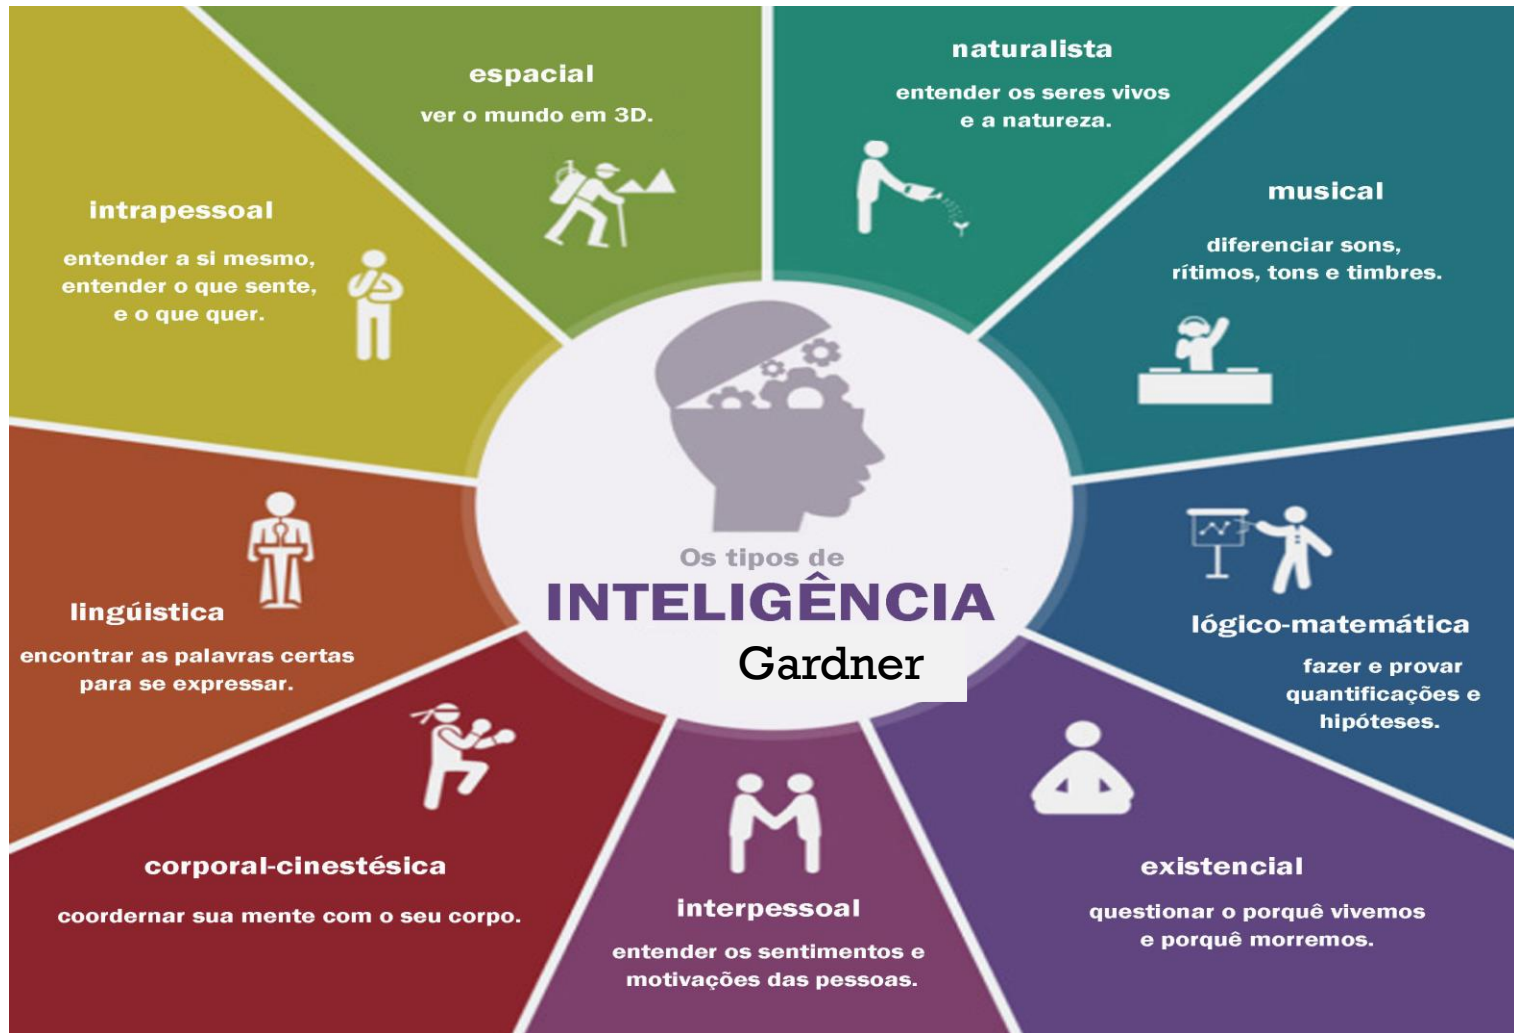 espacial
ver o mundo em 3D.
naturalista
entender os seres vivos
e a natureza.
musical
diferenciar sons,
rítimos, tons e timbres.
intrapessoal
entender a si mesmo,
entender o que sente,
e o que quer.
Os tipos de
INTELIGÊNCIA
Gardner
lingúistica
encontrar as palavras certas
para se expressar.
lógico-matemática
fazer e provar
quantificações e
hipóteses.
corporal-cinestésica
coordernar sua mente com o seu corpo.
interpessoal
entender os sentimentos e
motivações das pessoas.
existencial
questionar o porquê vivemos
e porquê morremos.